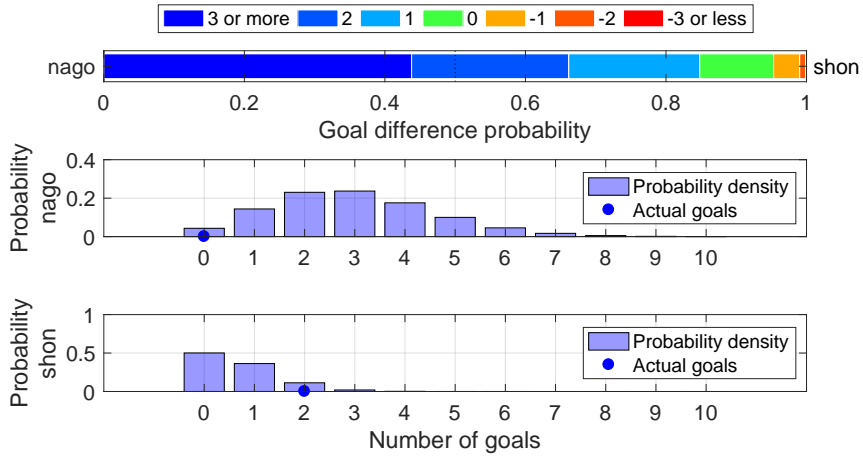 3 or more 2 1 0 -1 -2 -3 or less
nago shon
0 0.2 0.4 0.6 0.8 1
Goal difference probability
Probability
nago
0.4
0.2
0
Probability density
Actual goals
0 1 2 3 4 5 6 7 8 9 10
Probability
shon
1
0.5
0
Probability density
Actual goals
0 1 2 3 4 5 6 7 8 9 10
Number of goals